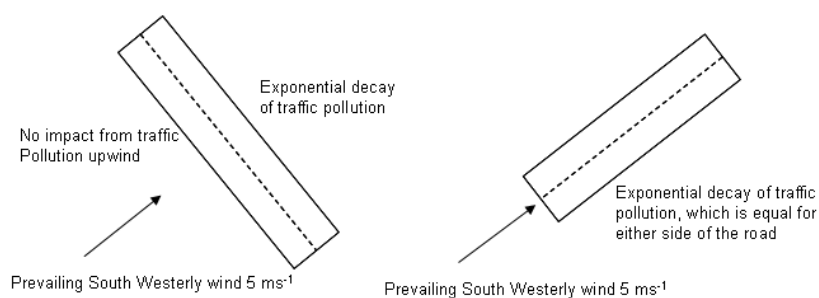 Exponential decay
of traffic pollution
No impact from traffic
Pollution upwind
Prevailing South Westerly wind 5 ms⁻¹
Exponential decay of traffic
pollution, which is equal for
either side of the road
Prevailing South Westerly wind 5 ms⁻¹